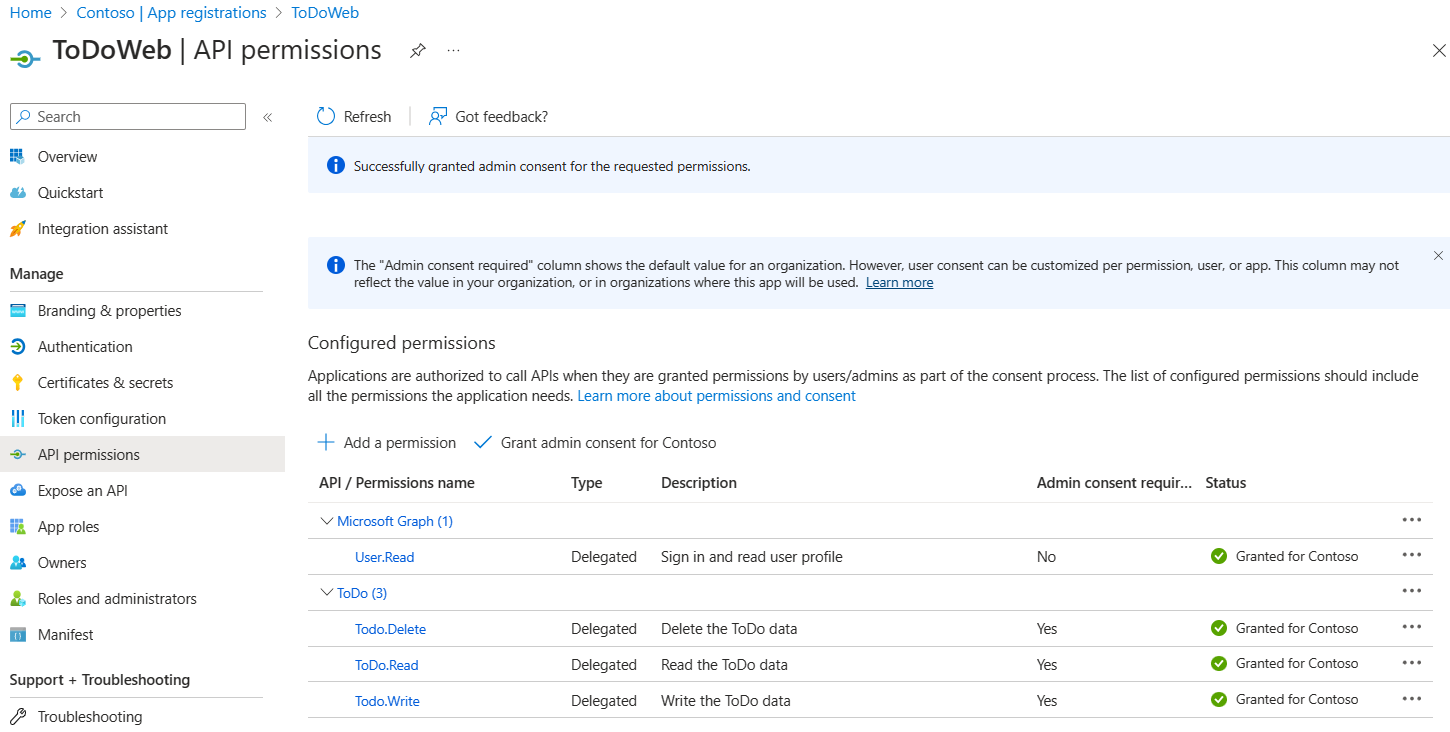 Home > Contoso | App registrations > ToDoWeb
ToDoWeb | API permissions
Search
Overview
Quickstart
Integration assistant
Manage
Branding & properties
Authentication
Certificates & secrets
Token configuration
API permissions
Expose an API
App roles
Owners
Roles and administrators
Manifest
Support + Troubleshooting
Troubleshooting
Refresh | Got feedback?
Successfully granted admin consent for the requested permissions.
The "Admin consent required" column shows the default value for an organization. However, user consent can be customized per permission, user, or app. This column may not
reflect the value in your organization, or in organizations where this app will be used. Learn more
Configured permissions
Applications are authorized to call APIs when they are granted permissions by users/admins as part of the consent process. The list of configured permissions should include
all the permissions the application needs. Learn more about permissions and consent
Add a permission Grant admin consent for Contoso
API / Permissions name Type Description Admin consent requir... Status
Microsoft Graph (1)
User.Read Delegated Sign in and read user profile No Granted for Contoso
ToDo (3)
Todo.Delete Delegated Delete the ToDo data Yes Granted for Contoso
ToDo.Read Delegated Read the ToDo data Yes Granted for Contoso
Todo.Write Delegated Write the ToDo data Yes Granted for Contoso